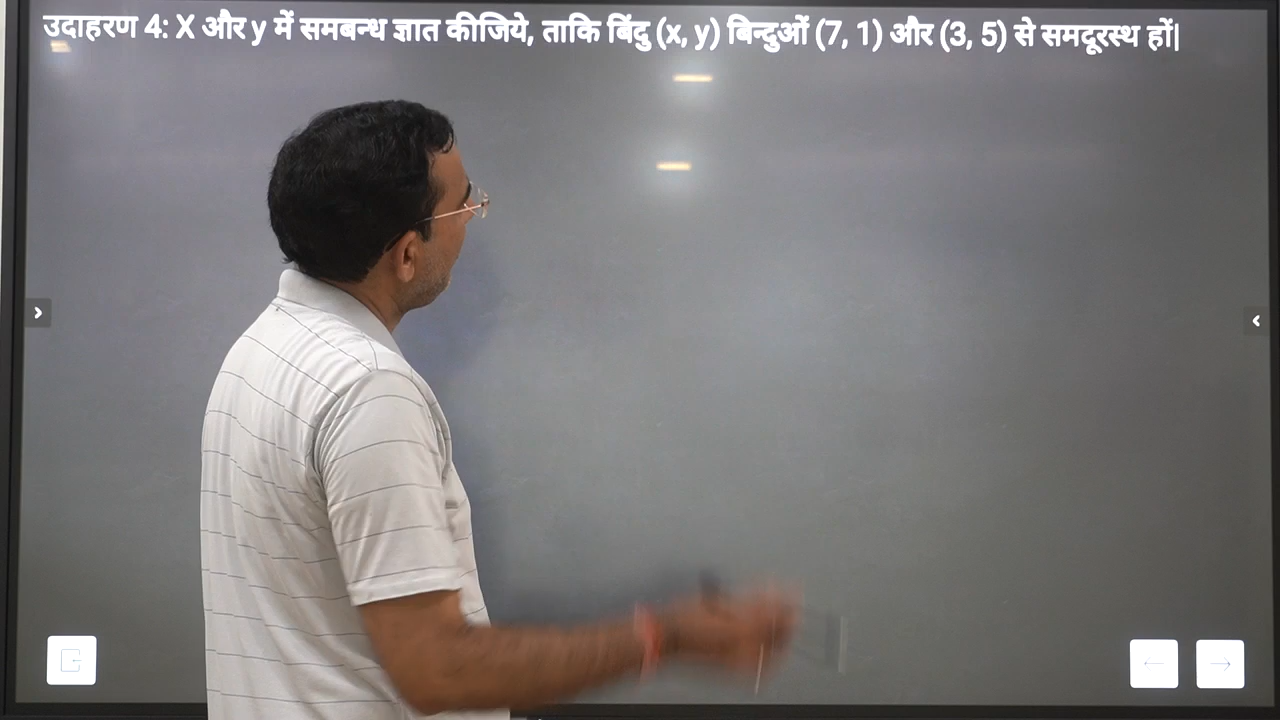 उदाहरण 4: X और y में समबन्ध ज्ञात कीजिये, ताकि बिंदु (x, y) बिन्दुओं (7, 1) और (3, 5) से समदूरस्थ हों|